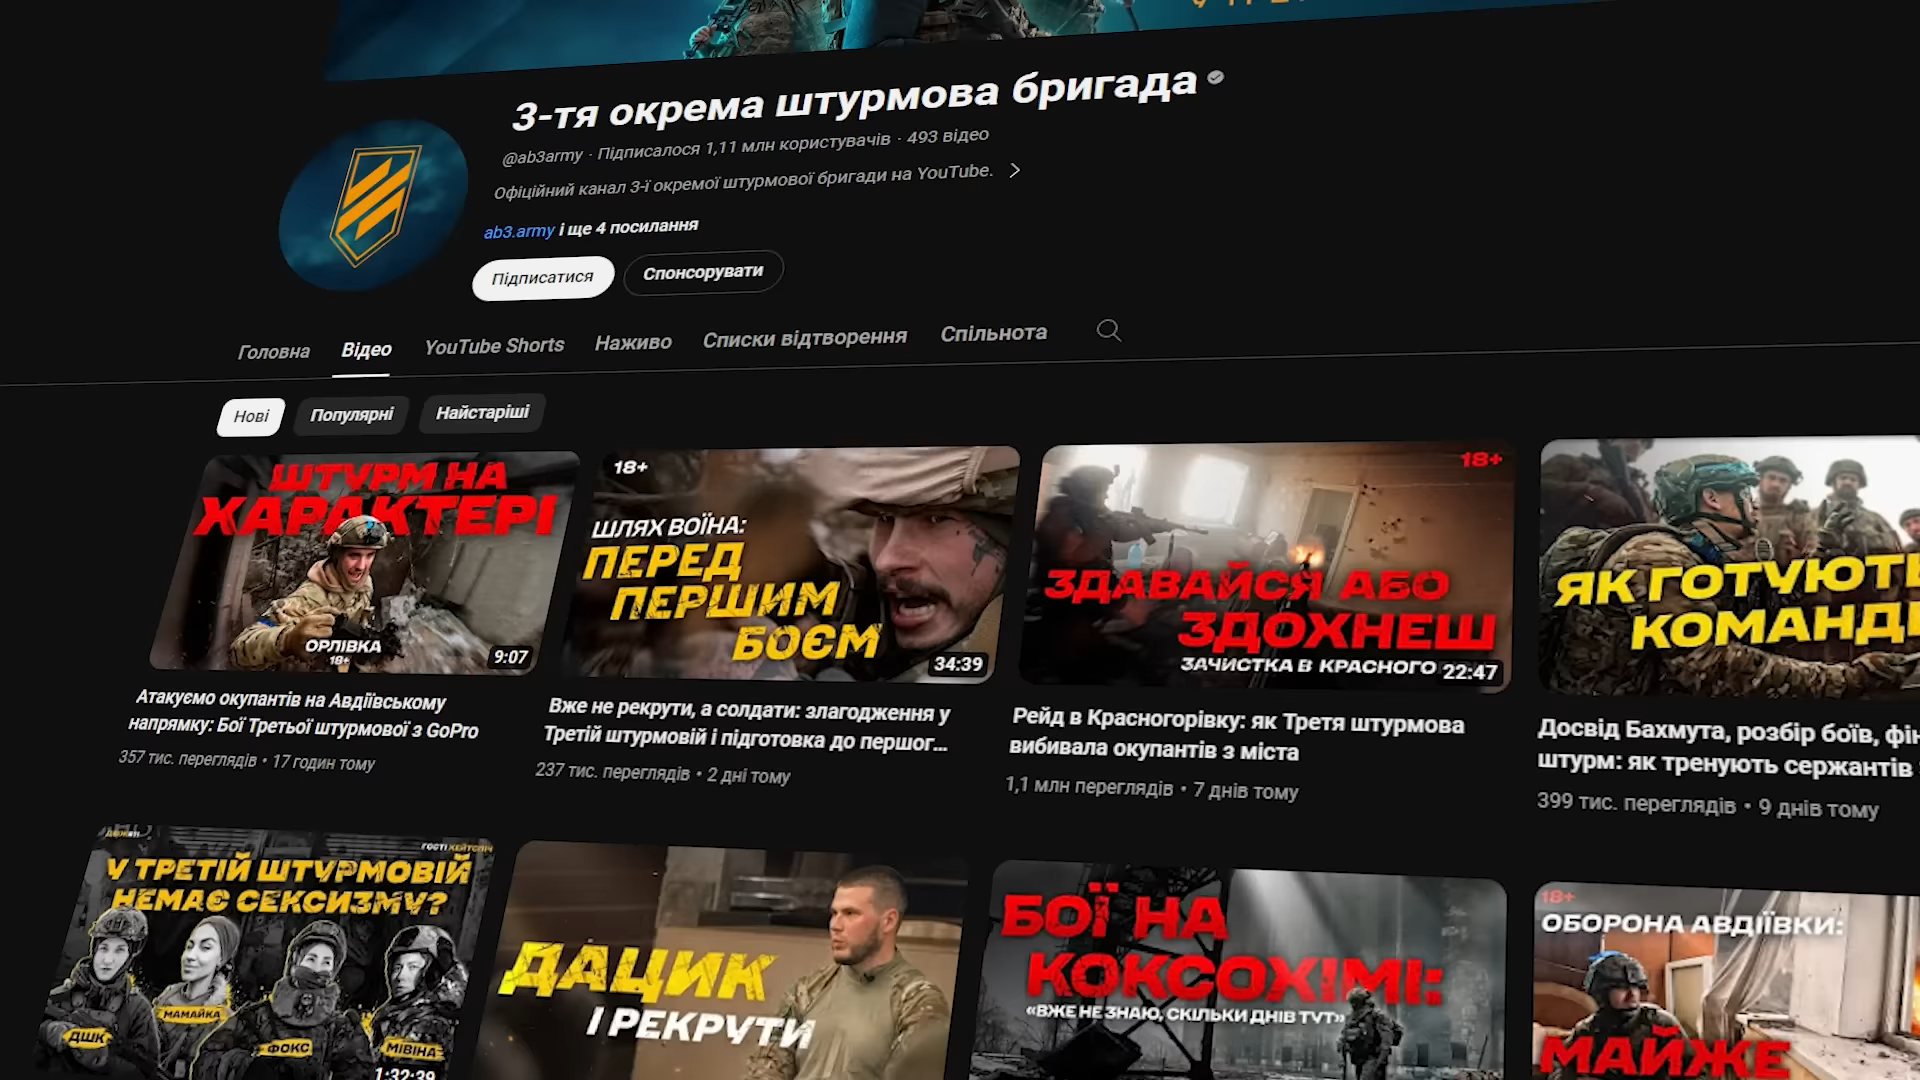 3-тя окрема штурмова бригада
@ab3army · Підписалося 1,11 млн користувачів · 493 відео
Офіційний канал 3-ї окремої штурмової бригади на YouTube.
ab3.army і ще 4 посилання
Підписатися
Спонсорувати
Головна
Відео
YouTube Shorts
Наживо
Списки відтворення
Спільнота
Нові
Популярні
Найстаріші
ШТУРМ НА
ХАРАКТЕРІ
ОРЛІВКА
18+
9:07
Атакуємо окупантів на Авдіївському
напрямку: Бої Третьої штурмової з GoPro
357 тис. переглядів • 17 годин тому
18+
ШЛЯХ ВОЇНА:
ПЕРЕД
ПЕРШИМ
БОЄМ
34:39
Вже не рекрути, а солдати: злагодження у
Третій штурмовій і підготовка до першог...
237 тис. переглядів • 2 дні тому
18+
ЗДАВАЙСЯ АБО
ЗДОХНЕШ
ЗАЧИСТКА В КРАСНОГО
22:47
Рейд в Красногорівку: як Третя штурмова
вибивала окупантів з міста
1,1 млн переглядів • 7 днів тому
ЯК ГОТУЮТЬ
КОМАНДИ
Досвід Бахмута, розбір боїв, фін
штурм: як тренують сержантів
399 тис. переглядів • 9 днів тому
У ТРЕТІЙ ШТУРМОВІЙ
НЕМАЄ СЕКСИЗМУ?
ДШК
МАМАЙКА
ФОКС
МІВІНА
1:32:39
ДАЦИК
І РЕКРУТИ
БОЇ НА
КОКСОХІМІ:
«ВЖЕ НЕ ЗНАЮ, СКІЛЬКИ ДНІВ ТУТ»
18+
ОБОРОНА АВДІЇВКИ:
МАЙЖЕ